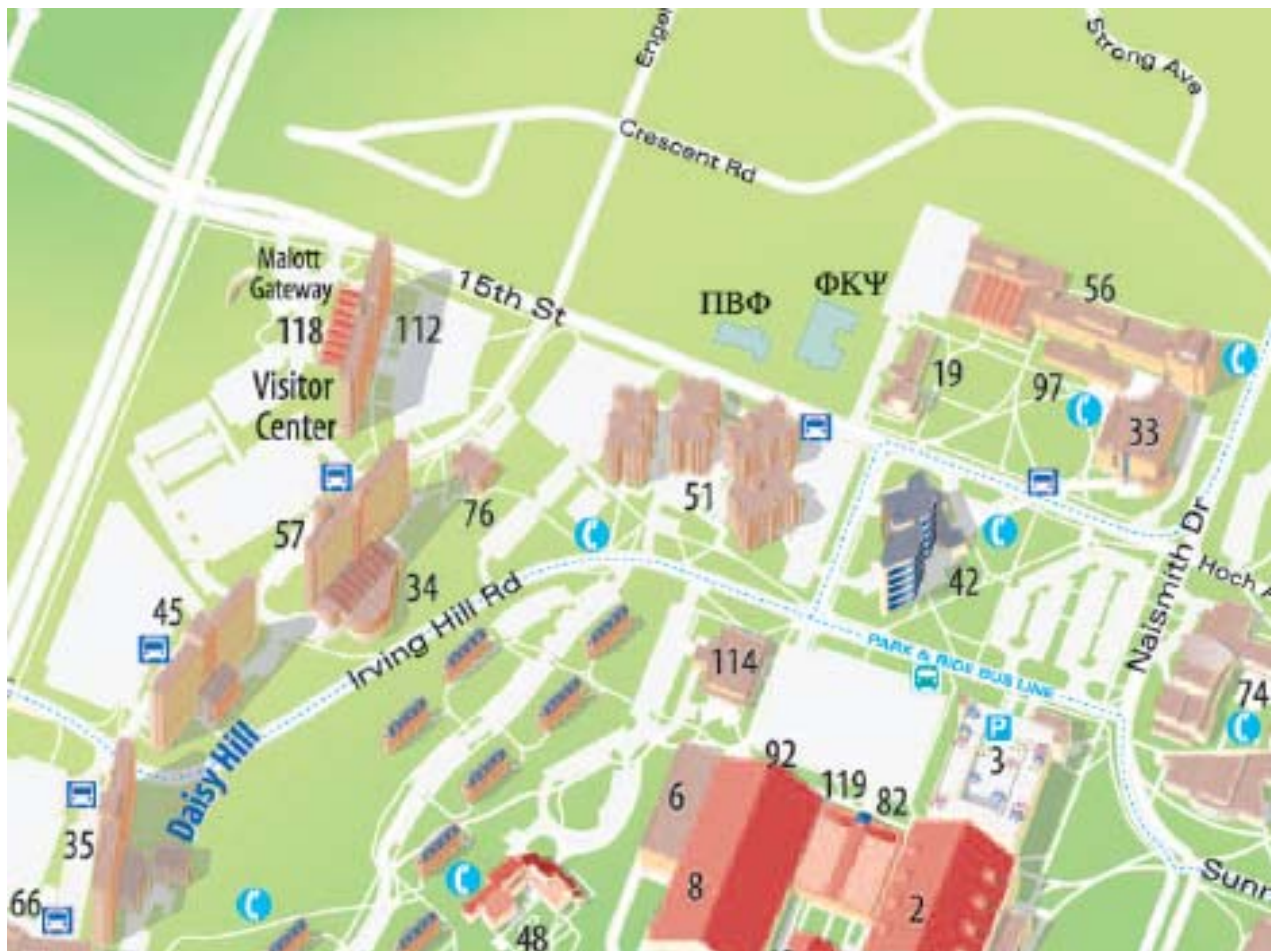 Strong Ave
Crescent Rd
Malott
Gateway
118
112
15th St
ΠΒΦ
ΦΚΨ
56
19
97
33
Visitor
Center
51
76
57
34
42
Naismith Dr
45
Irving Hill Rd
114
PARK & RIDE BUS LINE
74
P
3
Daisy Hill
92
119
82
6
35
8
2
66
48